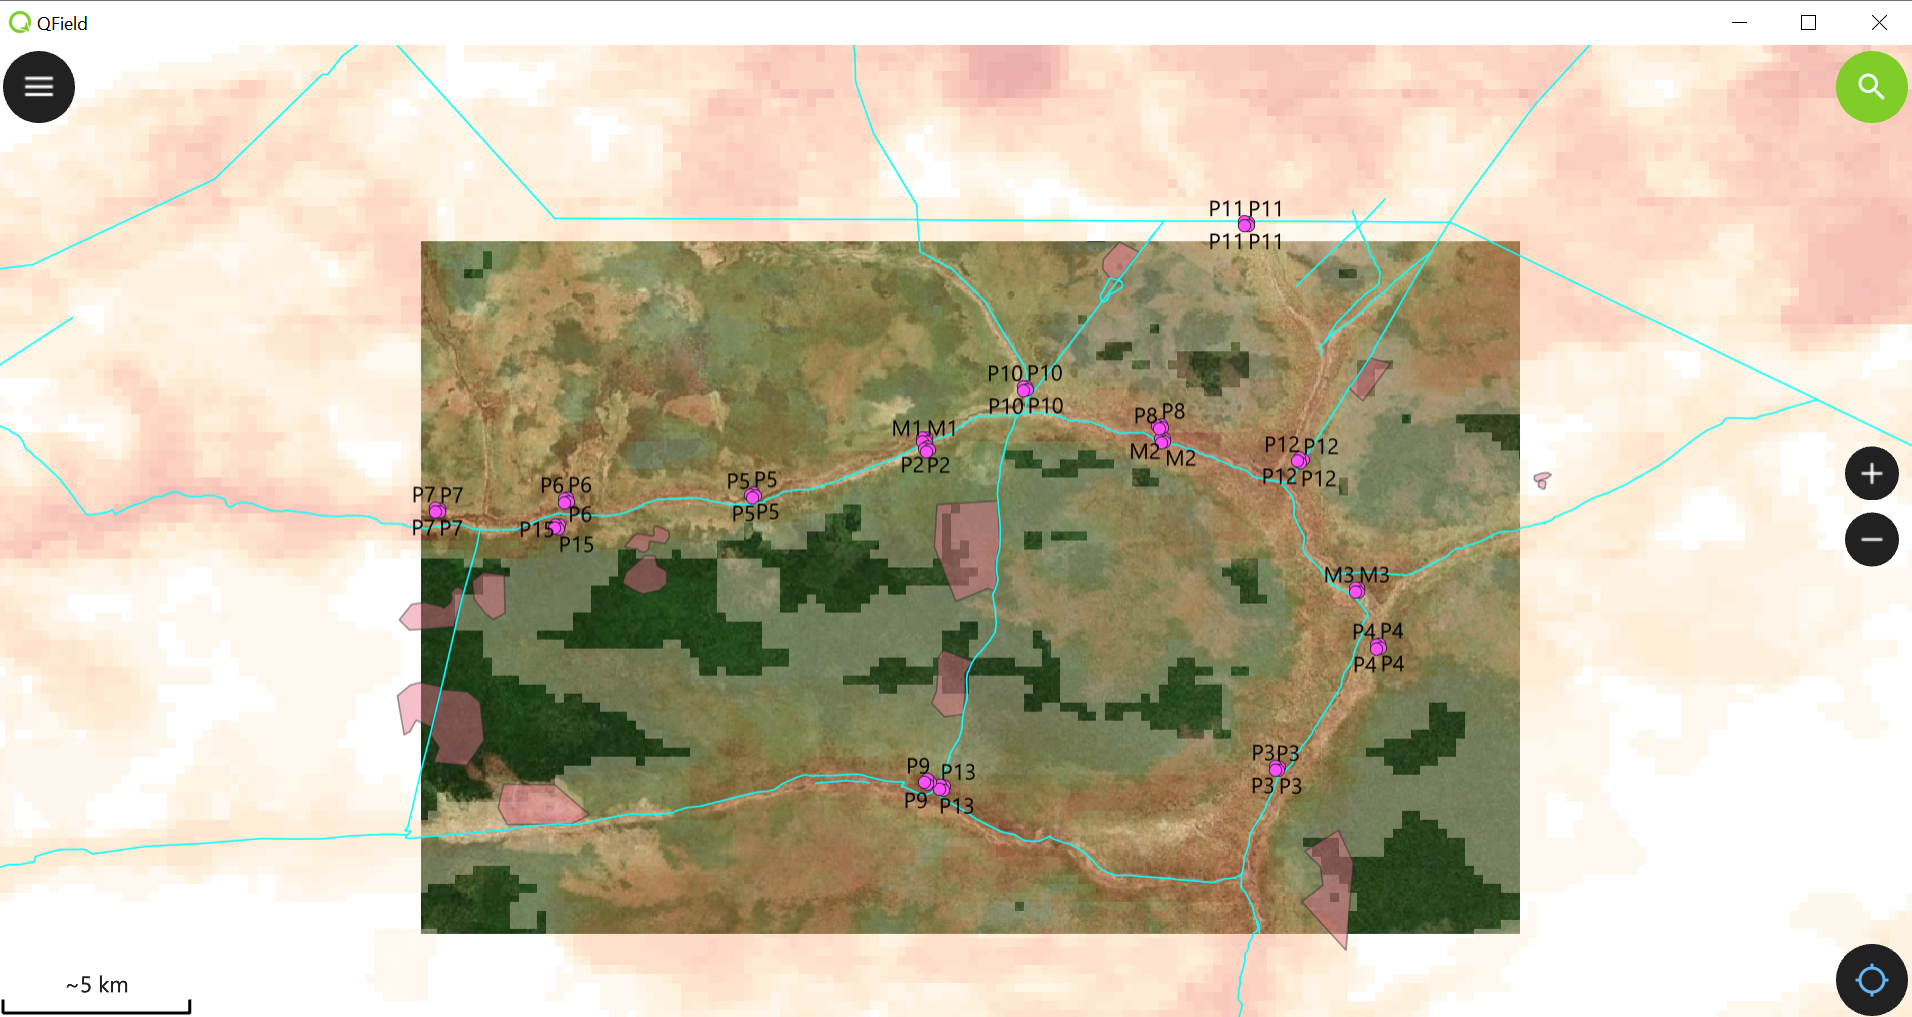 QField
P11 P11
P11 P11
P10 P10
P10 P10
P8 P8
M2 M2
M1 M1
P2 P2
P12 P12
P12 P12
P5 P5
P5 P5
P6 P6
P6
P15
P15
P7 P7
P7 P7
M3 M3
P4 P4
P4 P4
P3 P3
P3 P3
P9 P13
P9 P13
~5 km